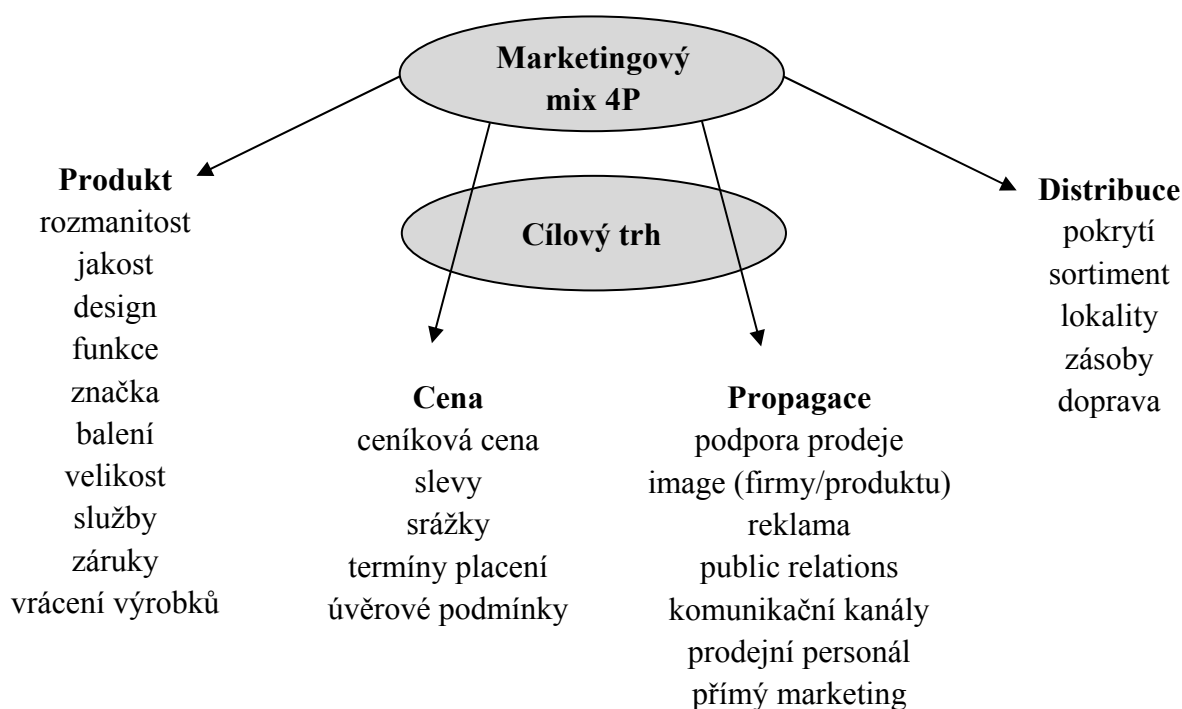 Marketingový
mix 4P
Cílový trh
Produkt
rozmanitost
jakost
design
funkce
značka
balení
velikost
služby
záruky
vrácení výrobků
Cena
ceníková cena
slevy
srážky
termíny placení
úvěrové podmínky
Propagace
podpora prodeje
image (firmy/produktu)
reklama
public relations
komunikační kanály
prodejní personál
přímý marketing
Distribuce
pokrytí
sortiment
lokality
zásoby
doprava